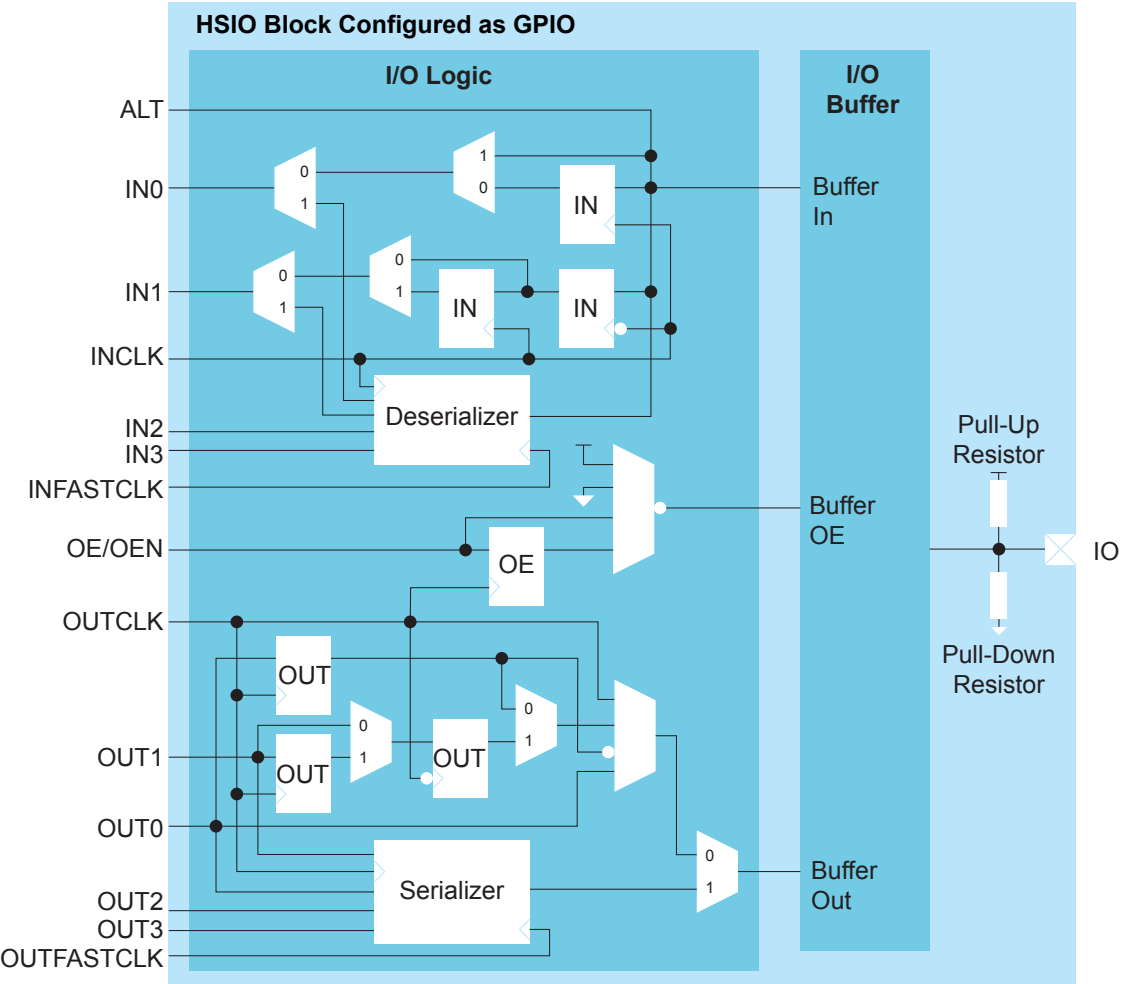 HSIO Block Configured as GPIO
I/O Logic
I/O
Buffer
ALT
IN0
0
1
1
0
IN
Buffer
In
IN1
0
1
0
1
IN
IN
INCLK
Deserializer
IN2
IN3
INFASTCLK
Pull-Up
Resistor
Buffer
OE
OE/OEN
OE
IO
OUTCLK
OUT
Pull-Down
Resistor
0
1
0
1
OUT
OUT1
OUT
OUT0
0
1
Buffer
Out
Serializer
OUT2
OUT3
OUTFASTCLK